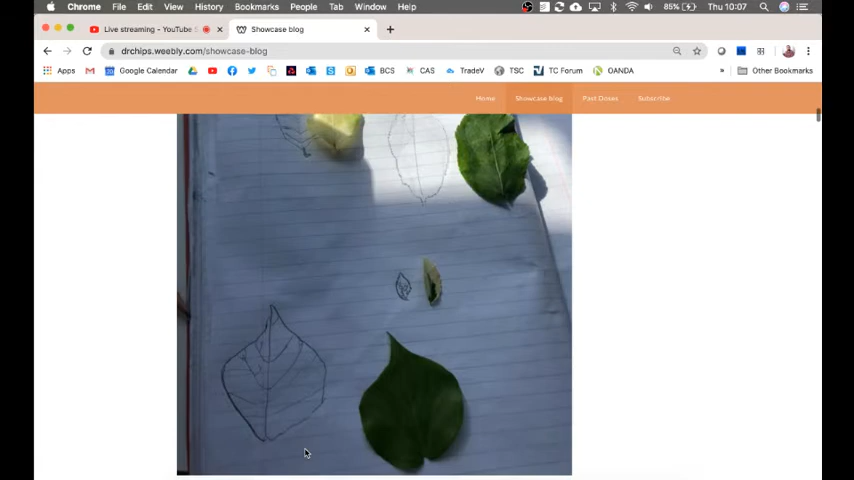 Chrome File Edit View History Bookmarks People Tab Window Help 85% Thu 10:07
Live streaming - YouTube S
Showcase blog
drchips.weebly.com/showcase-blog
Apps Google Calendar BCS CAS TradeV TSC TC Forum OANDA » Other Bookmarks
Home Showcase blog Past Doses Subscribe